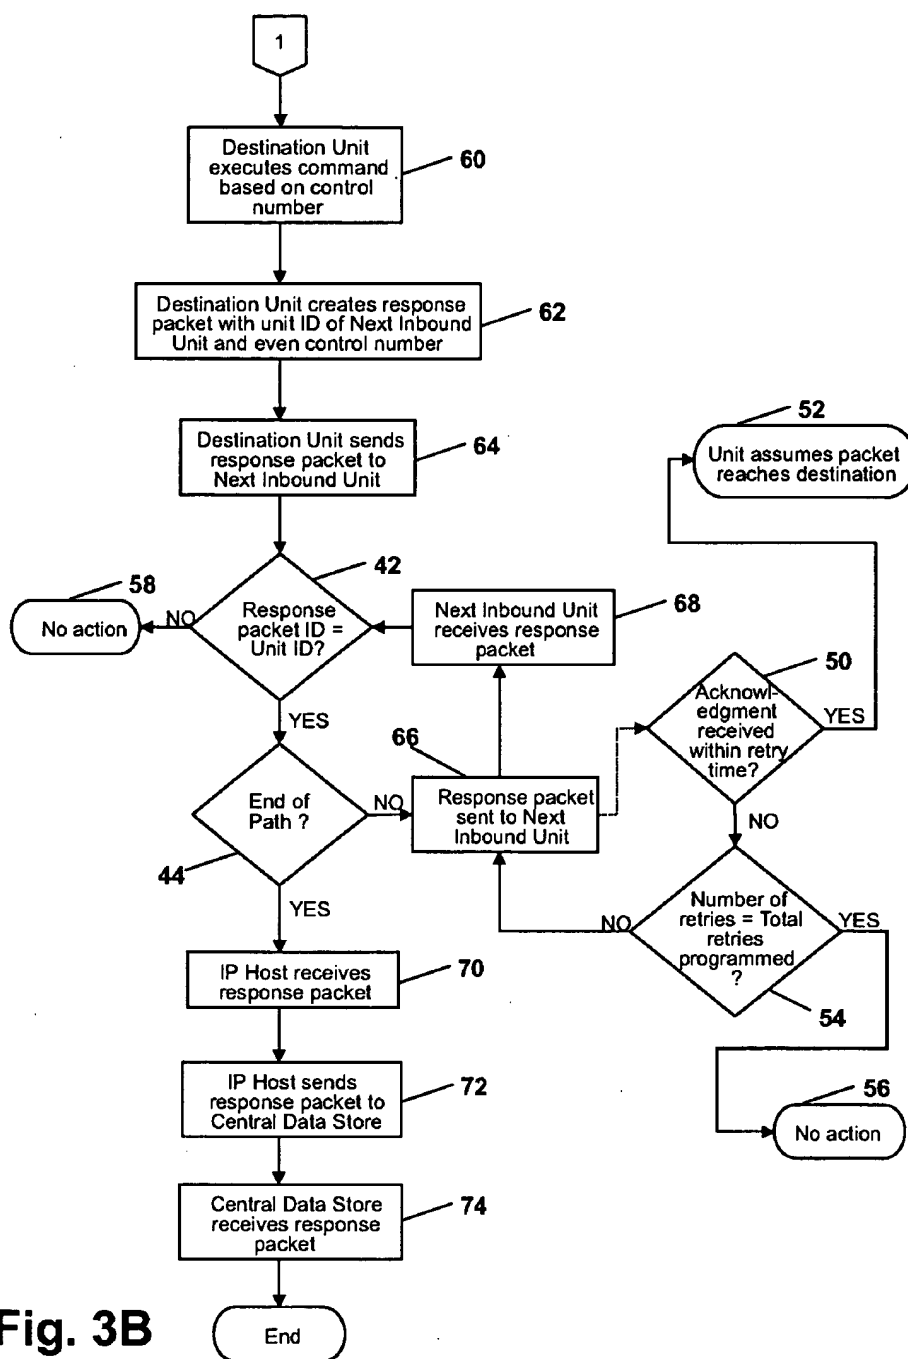 1
Destination Unit
executes command
based on control
number
60
Destination Unit creates response
packet with unit ID of Next Inbound
Unit and even control number
62
Destination Unit sends
response packet to
Next Inbound Unit
64
52
Unit assumes packet
reaches destination
58
No action
NO
42
Response
packet ID =
Unit ID?
Next Inbound Unit
receives response
packet
68
YES
50
Acknowl-
edgment
received
within retry
time?
YES
66
End of
Path ?
NO
Response packet
sent to Next
Inbound Unit
44
NO
YES
Number of
retries = Total
retries
programmed
?
NO
YES
54
IP Host receives
response packet
70
IP Host sends
response packet to
Central Data Store
72
56
No action
Central Data Store
receives response
packet
74
End
Fig. 3B